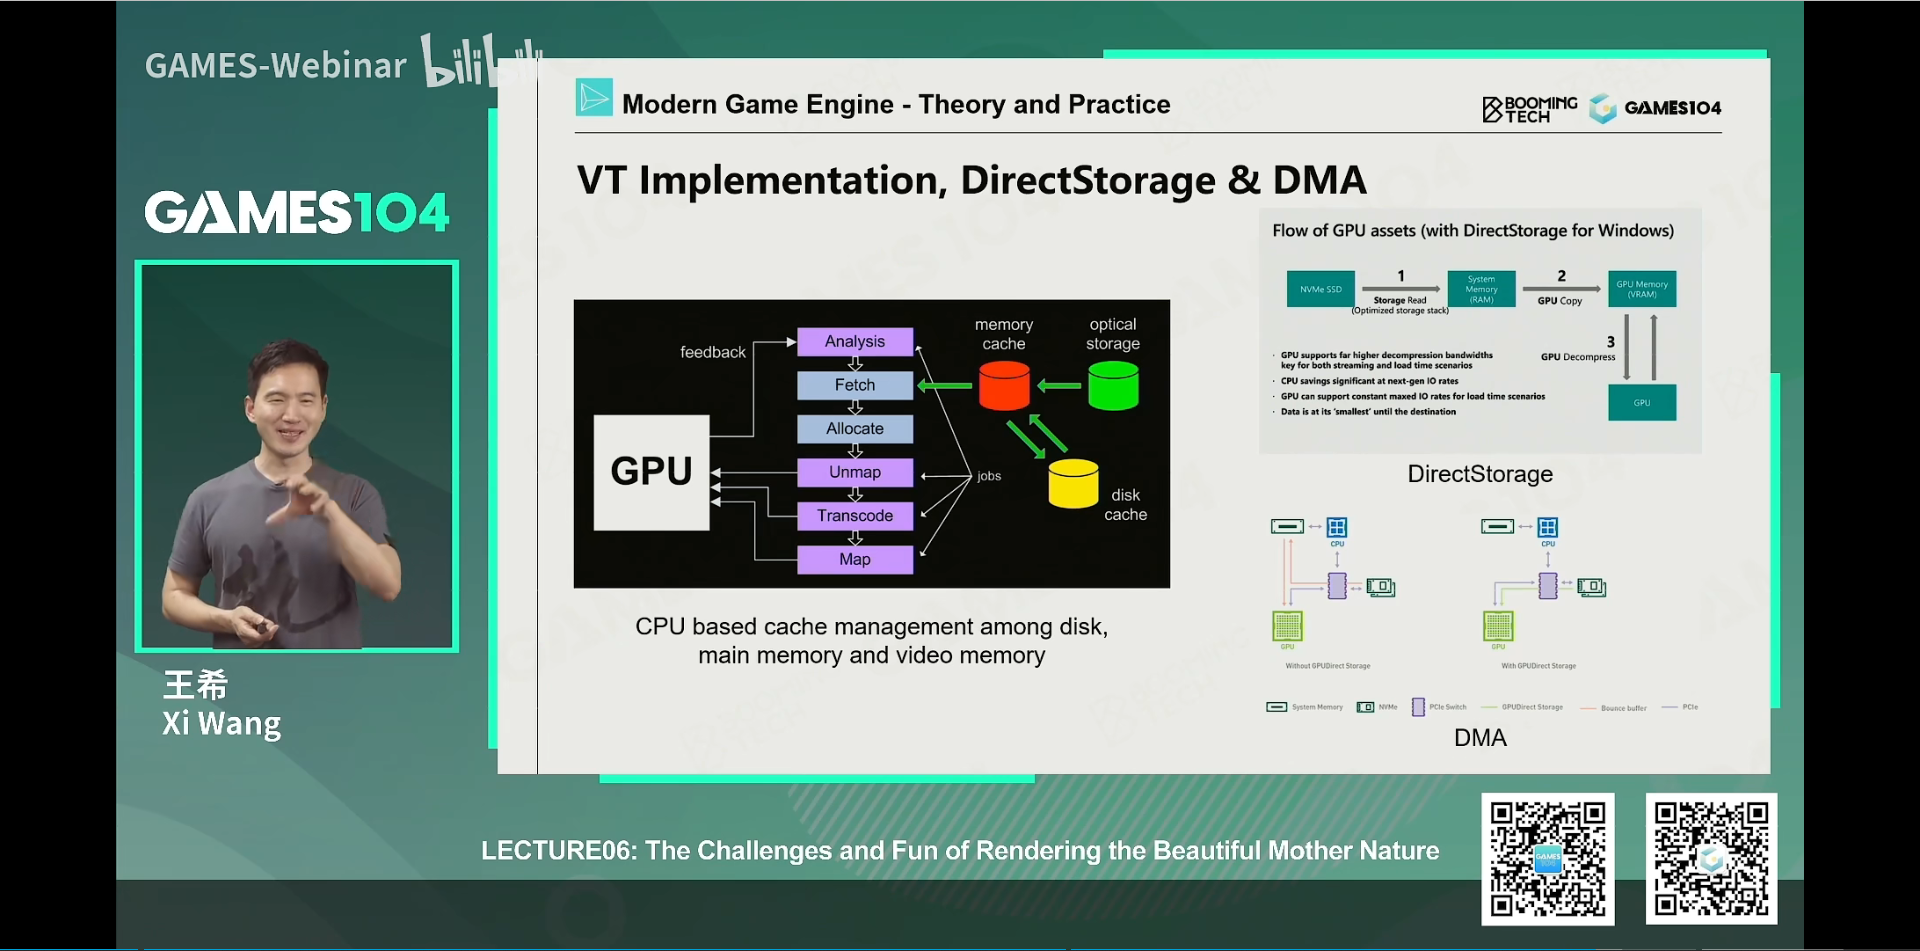 GAMES-Webinar bilibili
Modern Game Engine - Theory and Practice
BOOMING TECH
GAMES104
VT Implementation, DirectStorage & DMA
GAMES104
Flow of GPU assets (with DirectStorage for Windows)
NVMe SSD
1
Storage Read
(Optimized storage stack)
System
Memory
(RAM)
2
GPU Copy
GPU Memory
(VRAM)
3
GPU Decompress
GPU
· GPU supports far higher decompression bandwidths
key for both streaming and load time scenarios
· CPU savings significant at next-gen IO rates
· GPU can support constant maxed IO rates for load time scenarios
· Data is at its 'smallest' until the destination
DirectStorage
feedback
Analysis
Fetch
Allocate
Unmap
Transcode
Map
GPU
memory
cache
optical
storage
jobs
disk
cache
CPU based cache management among disk,
main memory and video memory
CPU
GPU
Without GPUDirect Storage
CPU
GPU
With GPUDirect Storage
System Memory
NVMe
PCIe Switch
GPUDirect Storage
Bounce buffer
PCIe
DMA
王希
Xi Wang
LECTURE06: The Challenges and Fun of Rendering the Beautiful Mother Nature
GAMES
104